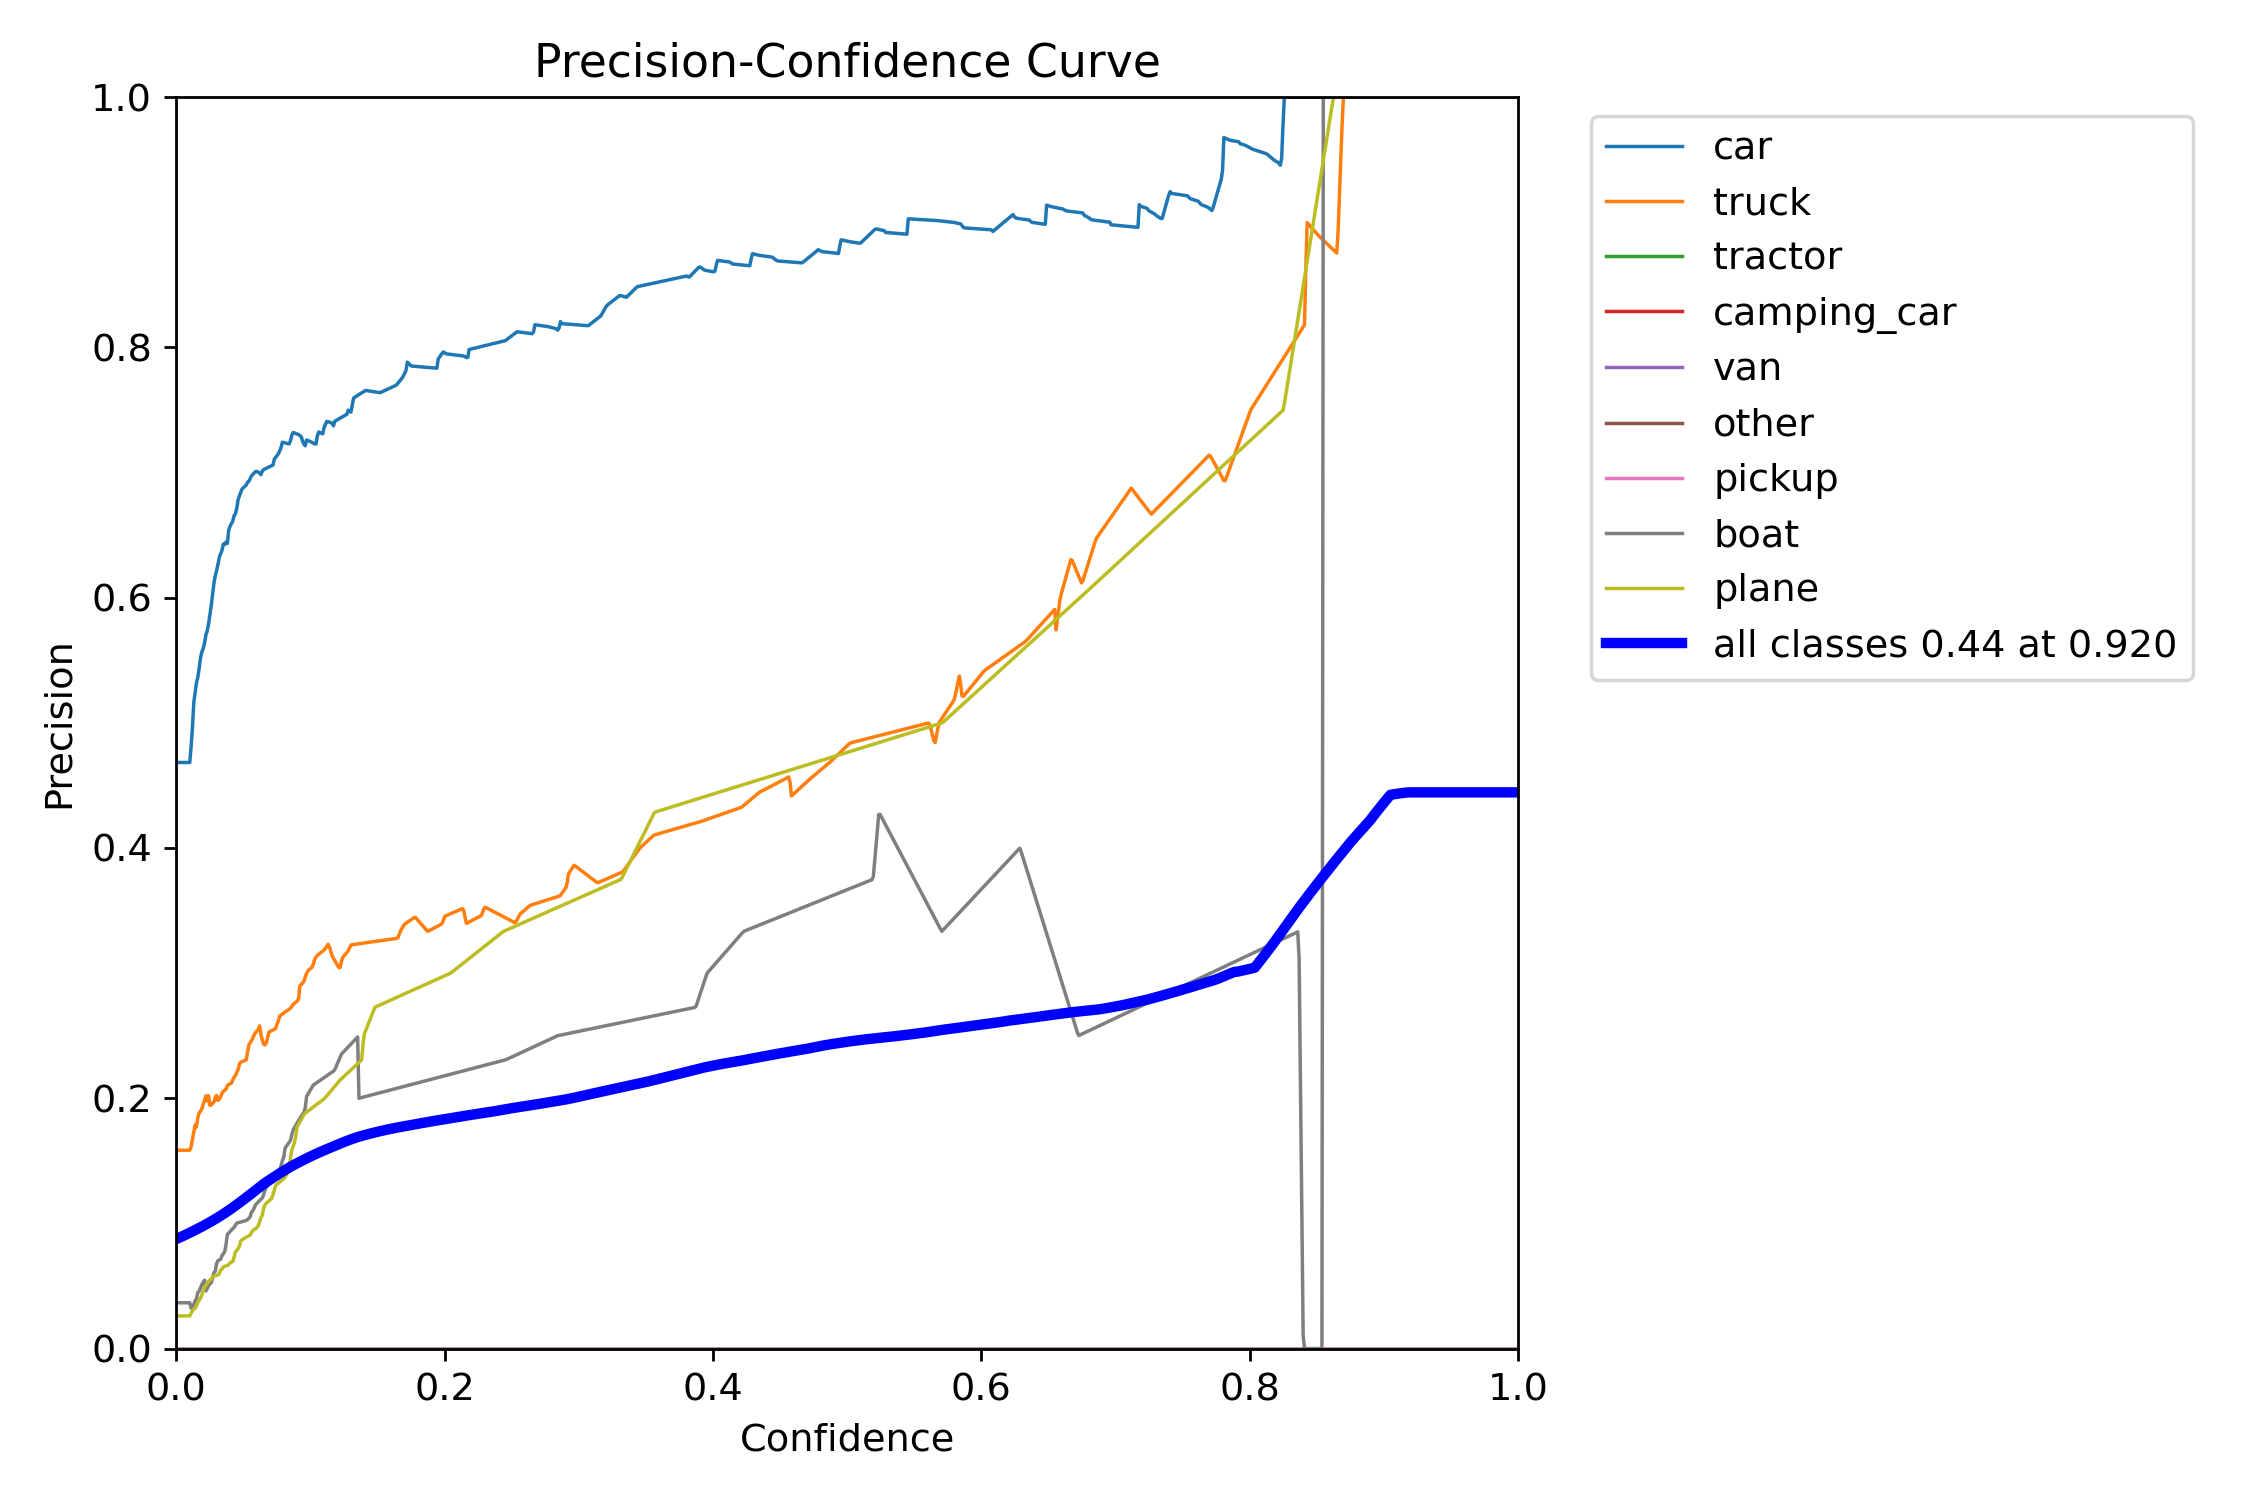 Precision-Confidence Curve
1.0
0.8
0.6
0.4
0.2
0.0
Precision
0.0 0.2 0.4 0.6 0.8 1.0
Confidence
car
truck
tractor
camping_car
van
other
pickup
boat
plane
all classes 0.44 at 0.920